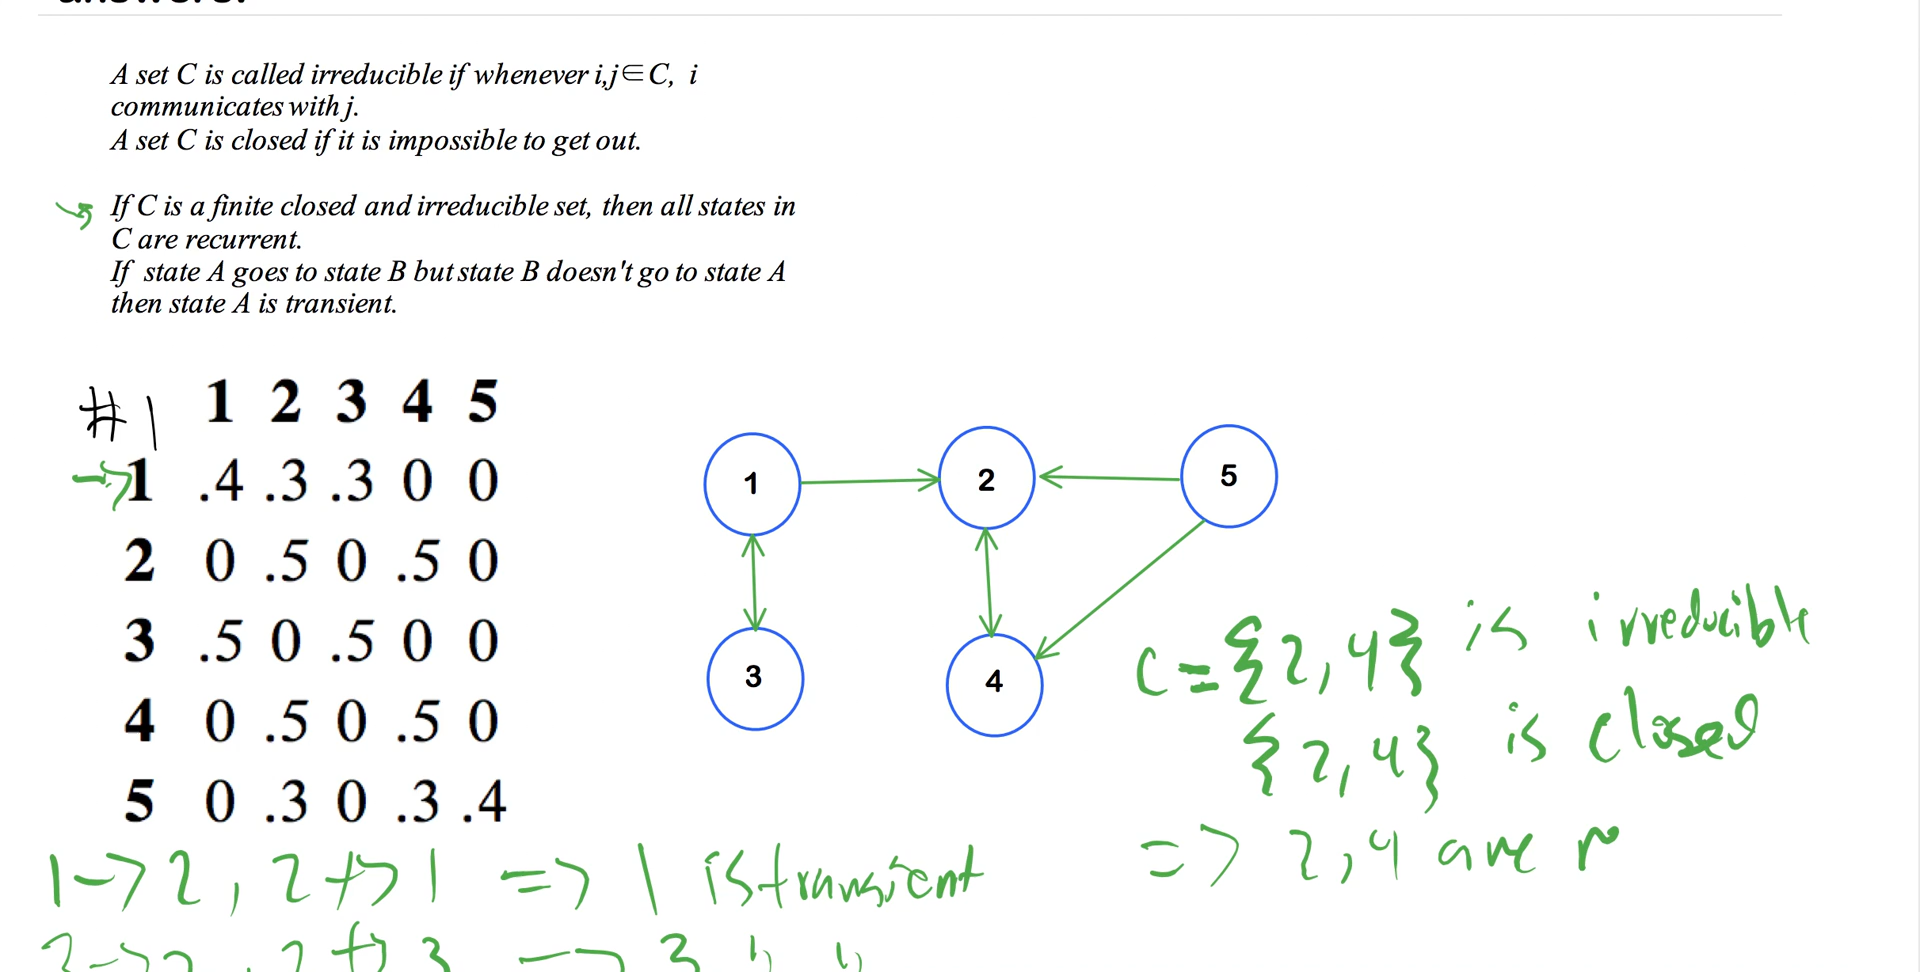 A set C is called irreducible if whenever i,j∈C, i
communicates with j.
A set C is closed if it is impossible to get out.
If C is a finite closed and irreducible set, then all states in
C are recurrent.
If state A goes to state B but state B doesn't go to state A
then state A is transient.
#1 1 2 3 4 5
→1 .4 .3 .3 0 0
2 0 .5 0 .5 0
3 .5 0 .5 0 0
4 0 .5 0 .5 0
5 0 .3 0 .3 .4
1 2 5
3 4
C={2,4} is irreducible
{2,4} is closed
=> 2,4 are r
1->2, 2+>1 => 1 is transient